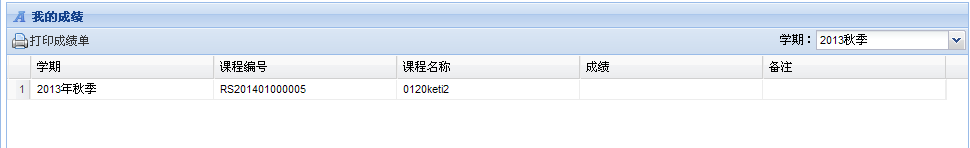 我的成绩
打印成绩单 学期： 2013秋季
学期 课程编号 课程名称 成绩 备注
1 2013年秋季 RS201401000005 0120keti2